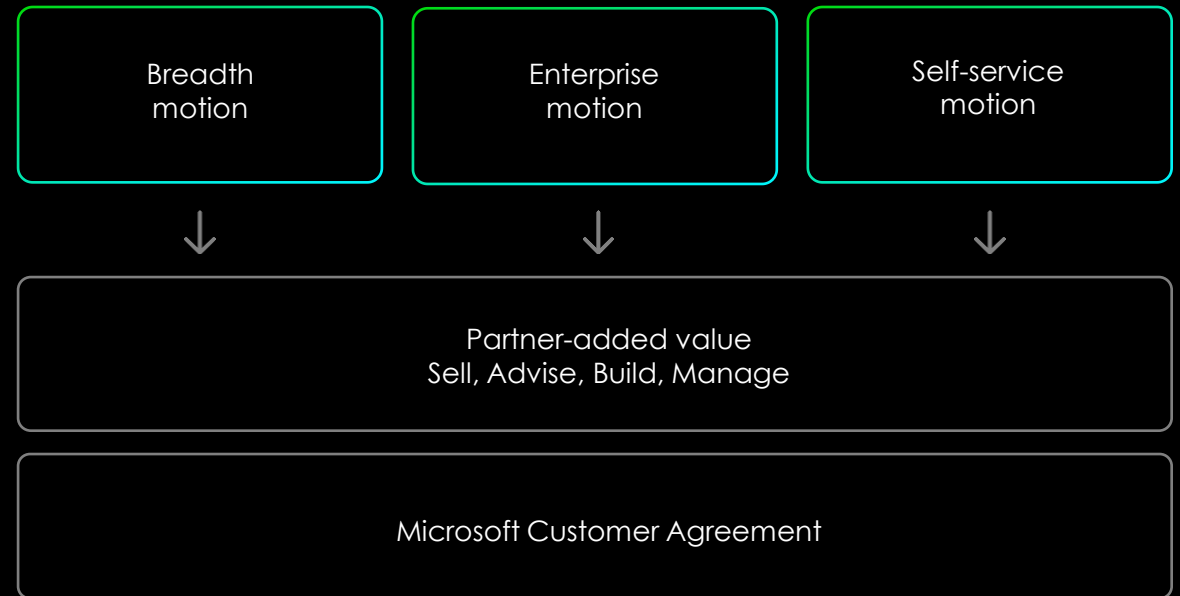 Breadth
motion
Enterprise
motion
Self-service
motion
Partner-added value
Sell, Advise, Build, Manage
Microsoft Customer Agreement